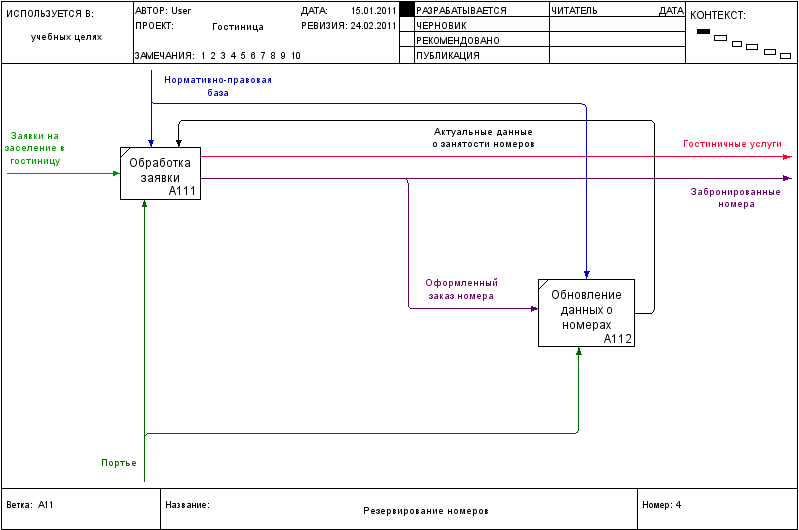 ИСПОЛЬЗУЕТСЯ В:
учебных целях
АВТОР: User
ДАТА: 15.01.2011
ПРОЕКТ: Гостиница
РЕВИЗИЯ: 24.02.2011
ЗАМЕЧАНИЯ: 1 2 3 4 5 6 7 8 9 10
РАЗРАБАТЫВАЕТСЯ
ЧЕРНОВИК
РЕКОМЕНДОВАНО
ПУБЛИКАЦИЯ
ЧИТАТЕЛЬ
ДАТА
КОНТЕКСТ:
Нормативно-правовая
база
Заявки на
заселение в
гостиницу
Обработка
заявки
A111
Актуальные данные
о занятости номеров
Гостиничные услуги
Забронированные
номера
Оформленный
заказ номера
Обновление
данных о
номерах
A112
Портье
Ветка: A11
Название:
Резервирование номеров
Номер: 4